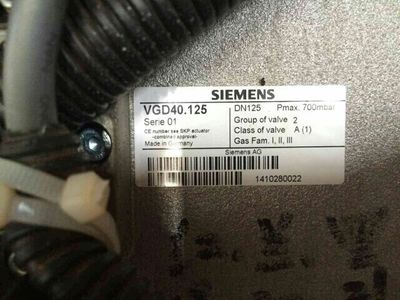 SIEMENS
VGD40.125
Serie 01
CE number see SKP actuator
-combined approval-
Made in Germany
DN125 Pmax. 700mbar
Group of valve 2
Class of valve A (1)
Gas Fam. I, II, III
Siemens AG
1410280022